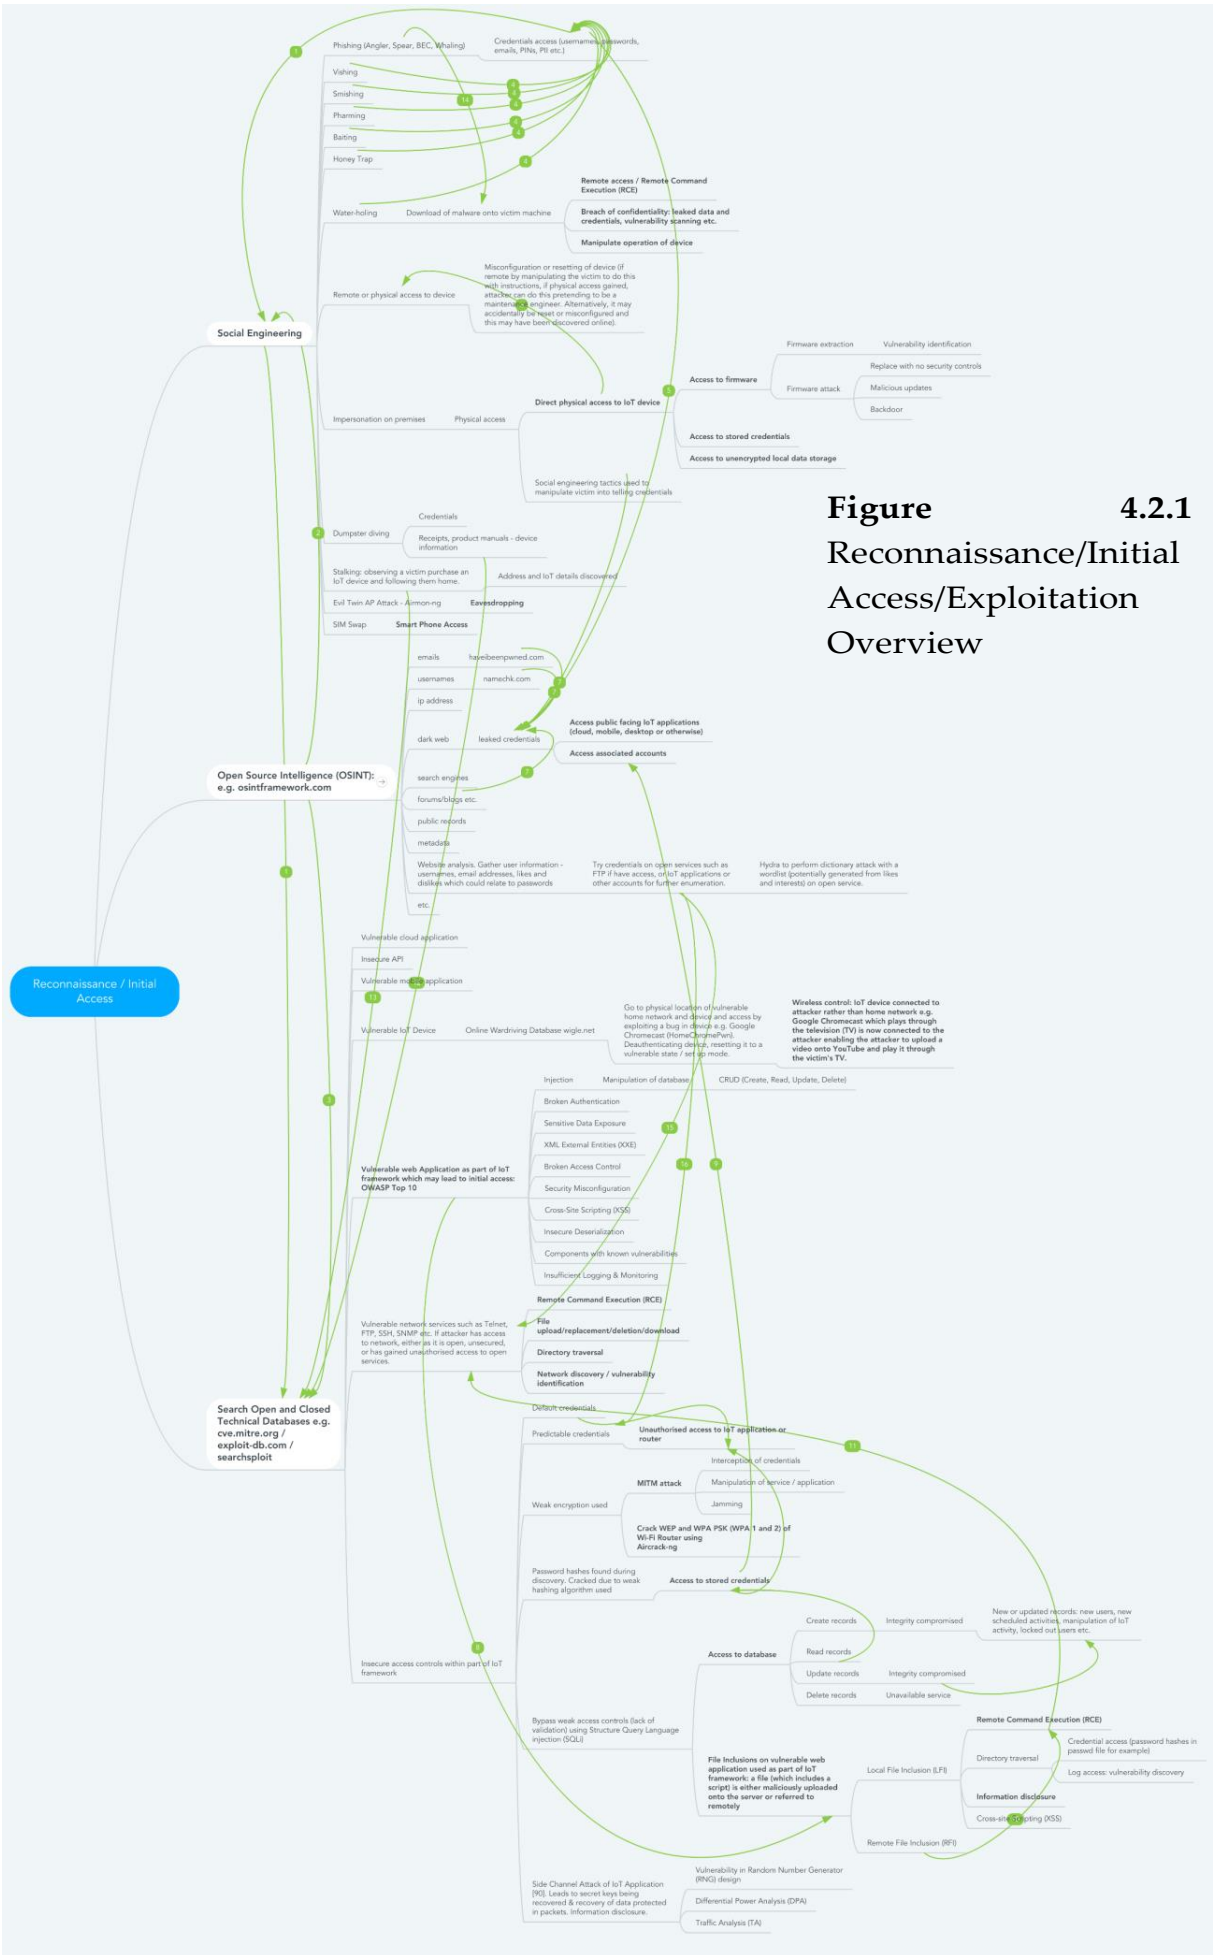 Phishing (Angler, Spear, BEC, Whaling)
Credentials access (usernames, passwords,
emails, PINs, PII etc.)
1
Vishing
4
Smishing
4
14
4
Pharming
4
Baiting
4
Honey Trap
4
Water-holing
Download of malware onto victim machine
Remote access / Remote Command
Execution (RCE)
Breach of confidentiality: leaked data and
credentials, vulnerability scanning etc.
Manipulate operation of device
Remote or physical access to device
Misconfiguration or resetting of device (if
remote by manipulating the victim to do this
with instructions, if physical access gained,
attacker can do this pretending to be a
maintenance engineer. Alternatively, it may
accidentally be reset or misconfigured and
this may have been discovered online).
Social Engineering
Impersonation on premises
Physical access
Direct physical access to IoT device
5
Access to firmware
Firmware extraction
Vulnerability identification
Firmware attack
Replace with no security controls
Malicious updates
Backdoor
Access to stored credentials
Access to unencrypted local data storage
Social engineering tactics used to
manipulate victim into telling credentials
Figure 4.2.1
Reconnaissance/Initial
Access/Exploitation
Overview
2
Dumpster diving
Credentials
Receipts, product manuals - device
information
Stalking: observing a victim purchase an
IoT device and following them home.
Address and IoT details discovered
Evil Twin AP Attack - Airmon-ng
Eavesdropping
SIM Swap
Smart Phone Access
emails
haveibeenpwned.com
usernames
namechk.com
7
7
ip address
dark web
leaked credentials
Access public facing IoT applications
(cloud, mobile, desktop or otherwise)
Access associated accounts
Open Source Intelligence (OSINT):
e.g. osintframework.com
search engines
7
forums/blogs etc.
public records
metadata
Website analysis. Gather user information -
usernames, email addresses, likes and
dislikes which could relate to passwords
Try credentials on open services such as
FTP if have access, or IoT applications or
other accounts for further enumeration.
Hydra to perform dictionary attack with a
wordlist (potentially generated from likes
and interests) on open service.
etc.
1
Reconnaissance / Initial
Access
Vulnerable cloud application
Insecure API
Vulnerable mobile application
13
Vulnerable IoT Device
Online Wardriving Database wigle.net
Go to physical location of vulnerable
home network and device and access by
exploiting a bug in device e.g. Google
Chromecast (HomeChromePwn).
Deauthenticating device, resetting it to a
vulnerable state / set up mode.
Wireless control: IoT device connected to
attacker rather than home network e.g.
Google Chromecast which plays through
the television (TV) is now connected to the
attacker enabling the attacker to upload a
video onto YouTube and play it through
the victim's TV.
3
Vulnerable web Application as part of IoT
framework which may lead to initial access:
OWASP Top 10
Injection
Manipulation of database
CRUD (Create, Read, Update, Delete)
Broken Authentication
Sensitive Data Exposure
15
XML External Entities (XXE)
Broken Access Control
16
9
Security Misconfiguration
Cross-Site Scripting (XSS)
Insecure Deserialization
Components with known vulnerabilities
Insufficient Logging & Monitoring
Vulnerable network services such as Telnet,
FTP, SSH, SNMP etc. If attacker has access
to network, either as it is open, unsecured,
or has gained unauthorised access to open
services.
Remote Command Execution (RCE)
File
upload/replacement/deletion/download
Directory traversal
Network discovery / vulnerability
identification
Search Open and Closed
Technical Databases e.g.
cve.mitre.org /
exploit-db.com /
searchsploit
Default credentials
Predictable credentials
Unauthorised access to IoT application or
router
11
Weak encryption used
MITM attack
Interception of credentials
Manipulation of service / application
Jamming
Crack WEP and WPA PSK (WPA 1 and 2) of
Wi-Fi Router using
Aircrack-ng
Password hashes found during
discovery. Cracked due to weak
hashing algorithm used
Access to stored credentials
Insecure access controls within part of IoT
framework
Bypass weak access controls (lack of
validation) using Structure Query Language
injection (SQLi)
Access to database
Create records
Integrity compromised
New or updated records: new users, new
scheduled activities, manipulation of IoT
activity, locked out users etc.
Read records
Update records
Integrity compromised
Delete records
Unavailable service
File Inclusions on vulnerable web
application used as part of IoT
framework: a file (which includes a
script) is either maliciously uploaded
onto the server or referred to
remotely
Local File Inclusion (LFI)
Remote Command Execution (RCE)
Directory traversal
Credential access (password hashes in
passwd file for example)
Log access: vulnerability discovery
Information disclosure
Cross-site Scripting (XSS)
Remote File Inclusion (RFI)
Side Channel Attack of IoT Application
[90]. Leads to secret keys being
recovered & recovery of data protected
in packets. Information disclosure.
Vulnerability in Random Number Generator
(RNG) design
Differential Power Analysis (DPA)
Traffic Analysis (TA)